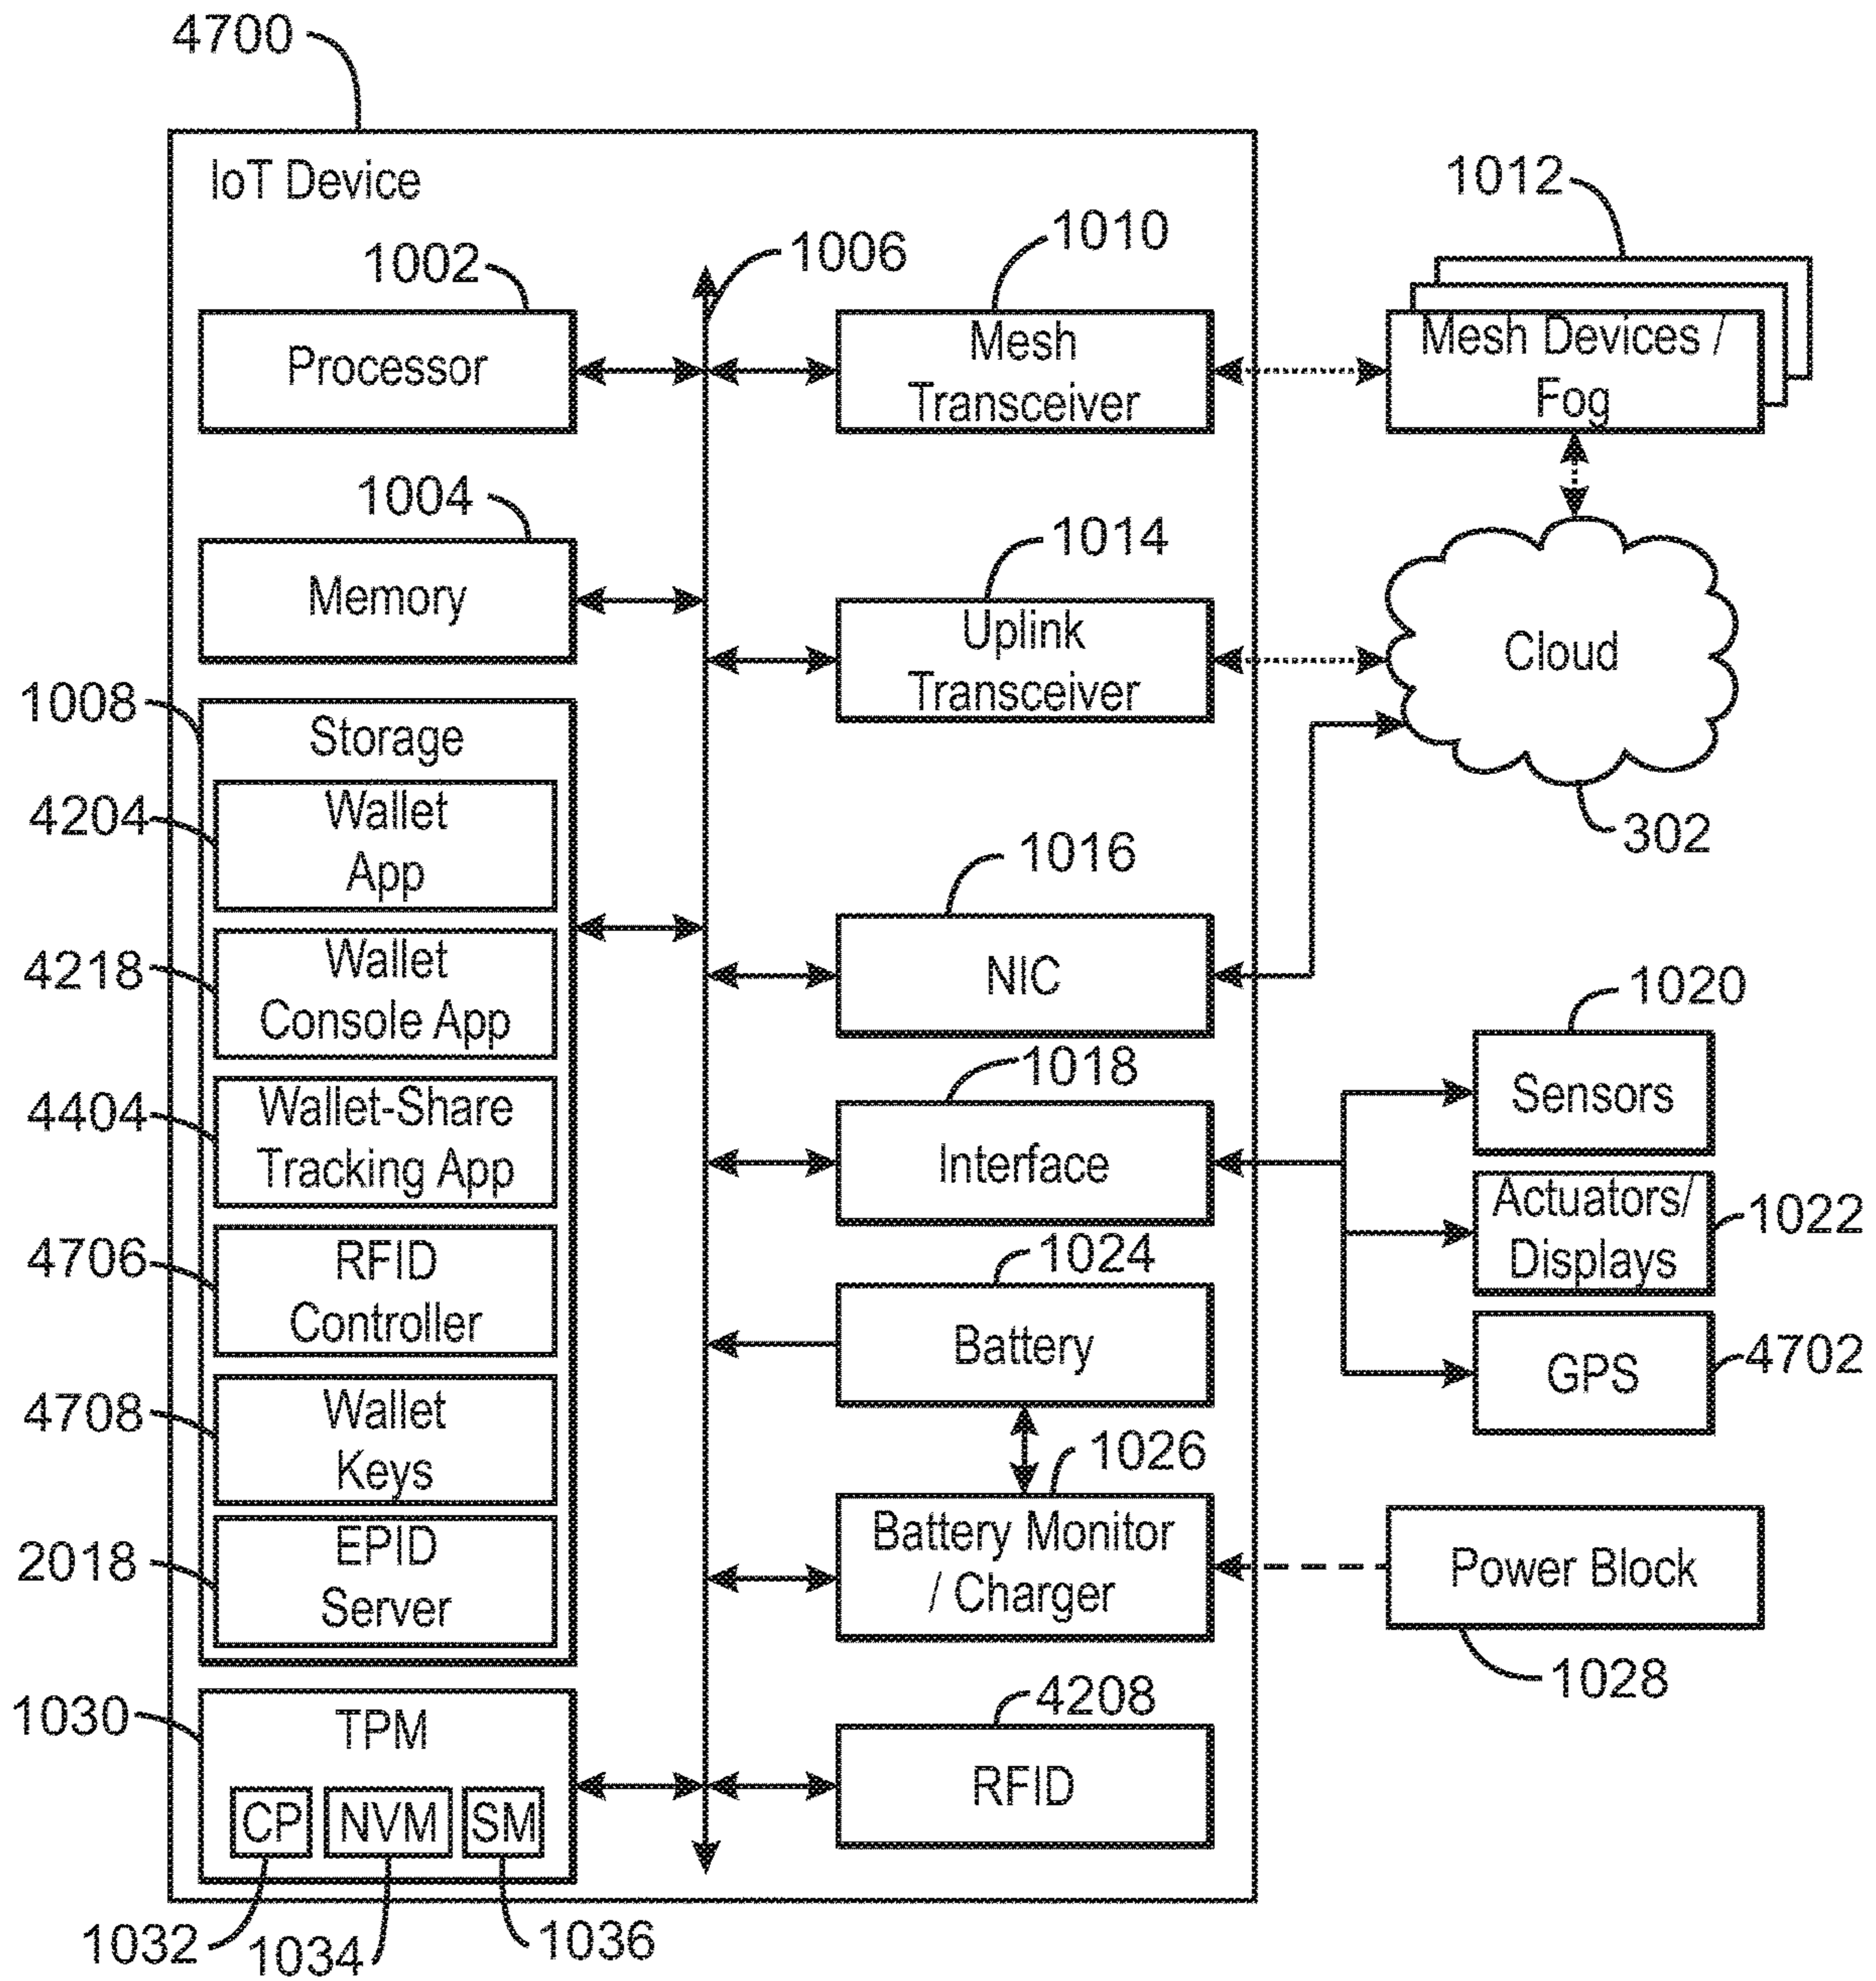 4700
IoT Device
1012
1010
1006
1002
Processor
Mesh
Transceiver
Mesh Devices /
Fog
1004
Memory
1014
Uplink
Transceiver
Cloud
302
1008
Storage
4204
Wallet
App
4218
Wallet
Console App
4404
Wallet-Share
Tracking App
4706
RFID
Controller
4708
Wallet
Keys
2018
EPID
Server
1016
NIC
1018
Interface
1020
Sensors
Actuators/
Displays
1022
GPS
4702
1024
Battery
1026
Battery Monitor
/ Charger
Power Block
1028
1030
TPM
CP
NVM
SM
1032
1034
1036
4208
RFID